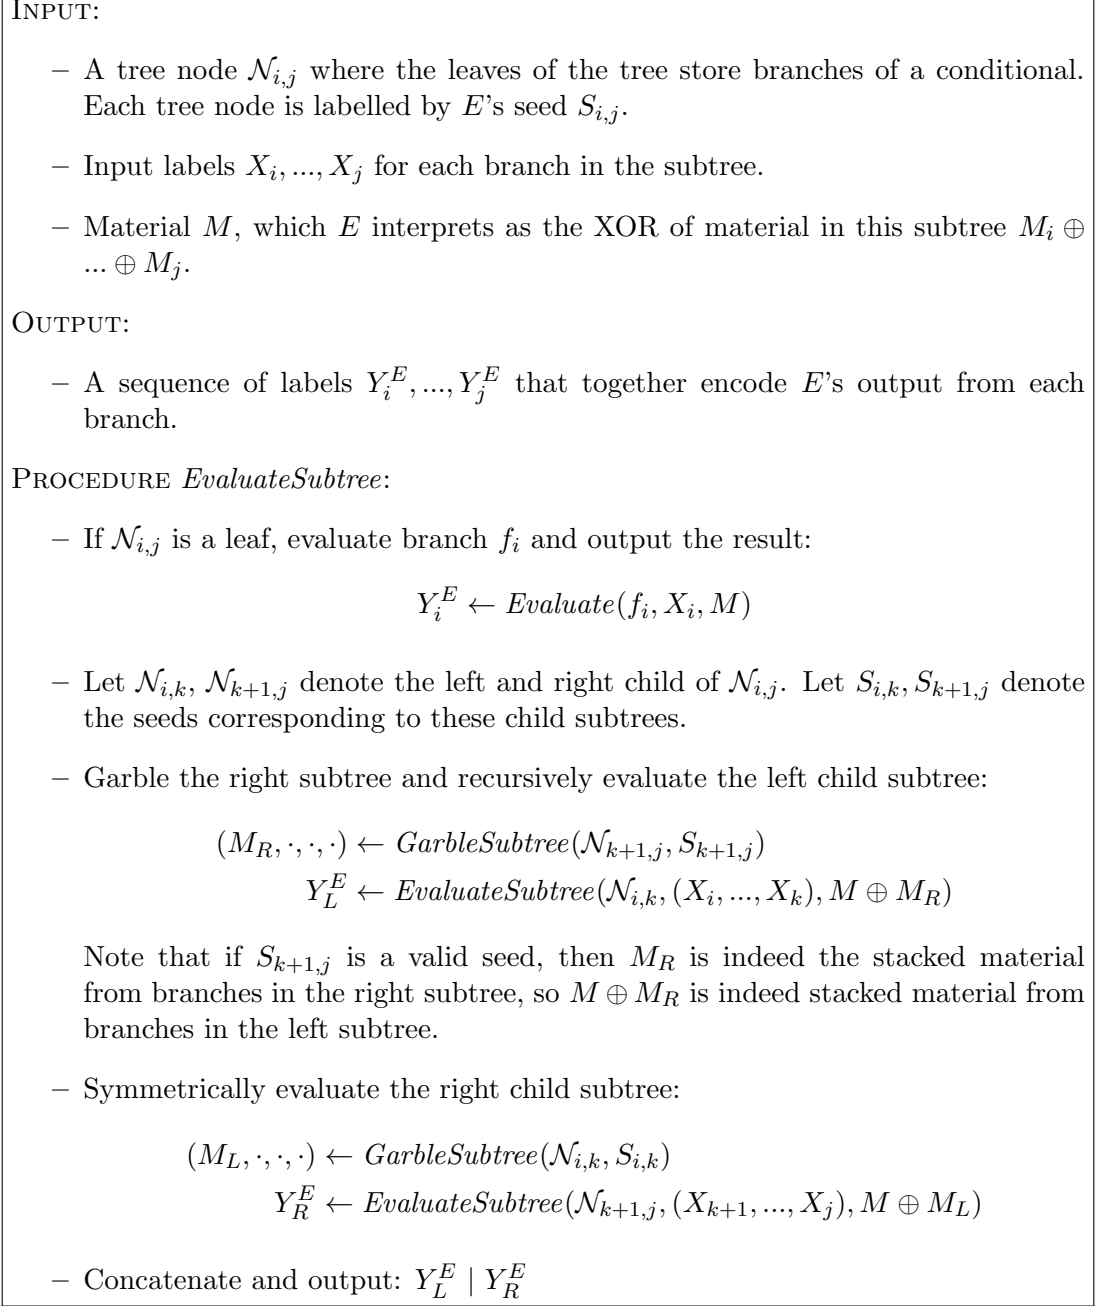 INPUT:
– A tree node 𝒩_{i,j} where the leaves of the tree store branches of a conditional.
Each tree node is labelled by E's seed S_{i,j}.
– Input labels X_i, ..., X_j for each branch in the subtree.
– Material M, which E interprets as the XOR of material in this subtree M_i ⊕
... ⊕ M_j.
OUTPUT:
– A sequence of labels Y_i^E, ..., Y_j^E that together encode E's output from each
branch.
PROCEDURE EvaluateSubtree:
– If 𝒩_{i,j} is a leaf, evaluate branch f_i and output the result:
Y_i^E ← Evaluate(f_i, X_i, M)
– Let 𝒩_{i,k}, 𝒩_{k+1,j} denote the left and right child of 𝒩_{i,j}. Let S_{i,k}, S_{k+1,j} denote
the seeds corresponding to these child subtrees.
– Garble the right subtree and recursively evaluate the left child subtree:
(M_R, ·, ·, ·) ← GarbleSubtree(𝒩_{k+1,j}, S_{k+1,j})
Y_L^E ← EvaluateSubtree(𝒩_{i,k}, (X_i, ..., X_k), M ⊕ M_R)
Note that if S_{k+1,j} is a valid seed, then M_R is indeed the stacked material
from branches in the right subtree, so M ⊕ M_R is indeed stacked material from
branches in the left subtree.
– Symmetrically evaluate the right child subtree:
(M_L, ·, ·, ·) ← GarbleSubtree(𝒩_{i,k}, S_{i,k})
Y_R^E ← EvaluateSubtree(𝒩_{k+1,j}, (X_{k+1}, ..., X_j), M ⊕ M_L)
– Concatenate and output: Y_L^E | Y_R^E